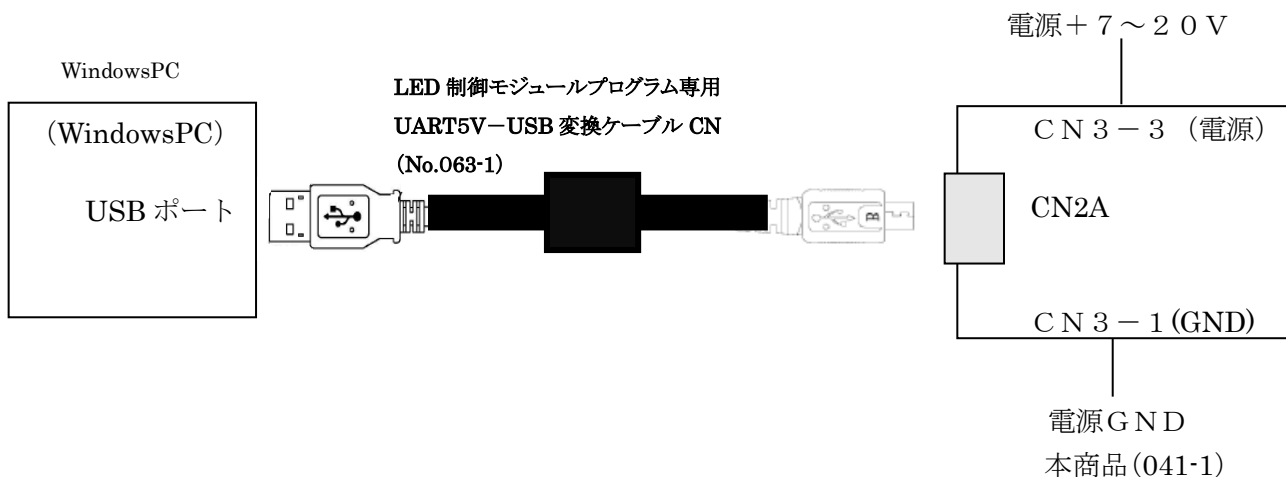 WindowsPC
(WindowsPC)
USB ポート
LED 制御モジュールプログラム専用
UART5V－USB 変換ケーブル CN
(No.063-1)
B
電源＋７～２０Ｖ
ＣＮ３－３ (電源)
CN2A
ＣＮ３－１(GND)
電源ＧＮＤ
本商品(041-1)